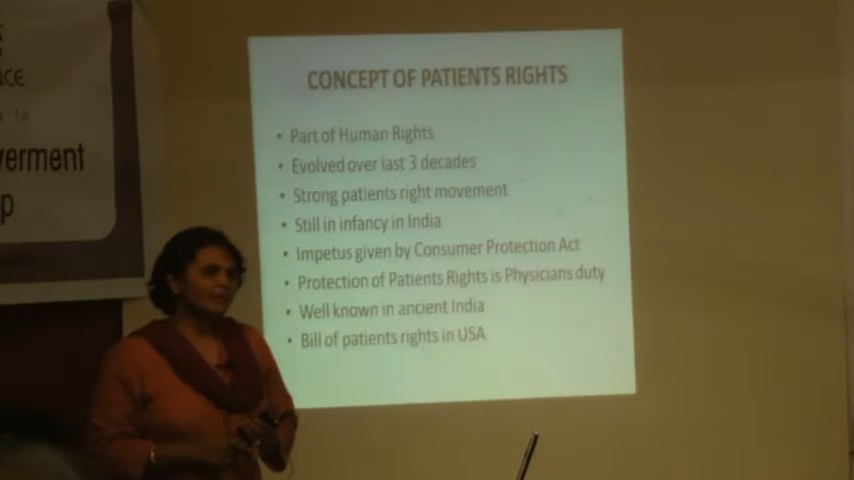 NCE
verment
p
CONCEPT OF PATIENTS RIGHTS
• Part of Human Rights
• Evolved over last 3 decades
• Strong patients right movement
• Still in infancy in India
• Impetus given by Consumer Protection Act
• Protection of Patients Rights is Physicians duty
• Well known in ancient India
• Bill of patients rights in USA